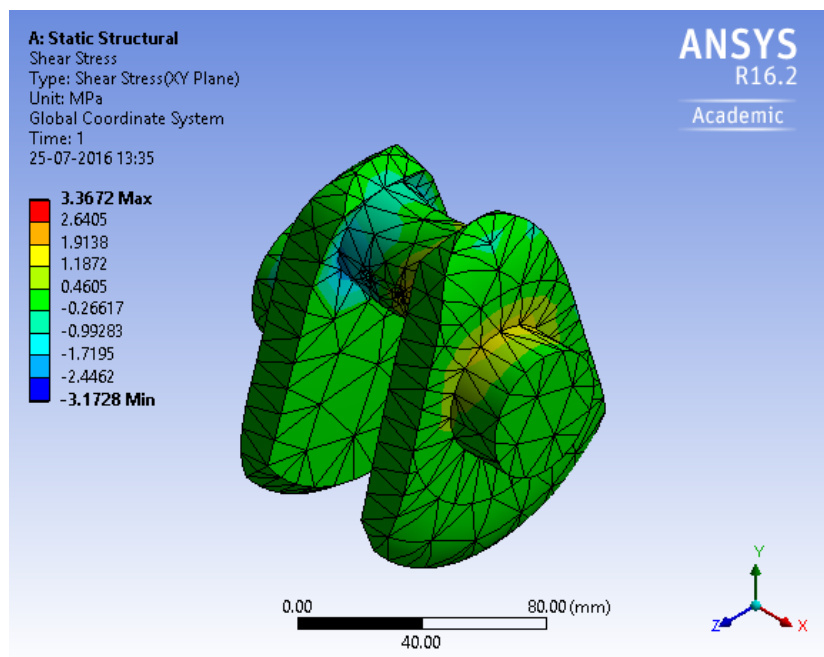 A: Static Structural
Shear Stress
Type: Shear Stress(XY Plane)
Unit: MPa
Global Coordinate System
Time: 1
25-07-2016 13:35
ANSYS
R16.2
Academic
3.3672 Max
2.6405
1.9138
1.1872
0.4605
-0.26617
-0.99283
-1.7195
-2.4462
-3.1728 Min
0.00
80.00 (mm)
40.00
Y
Z
X